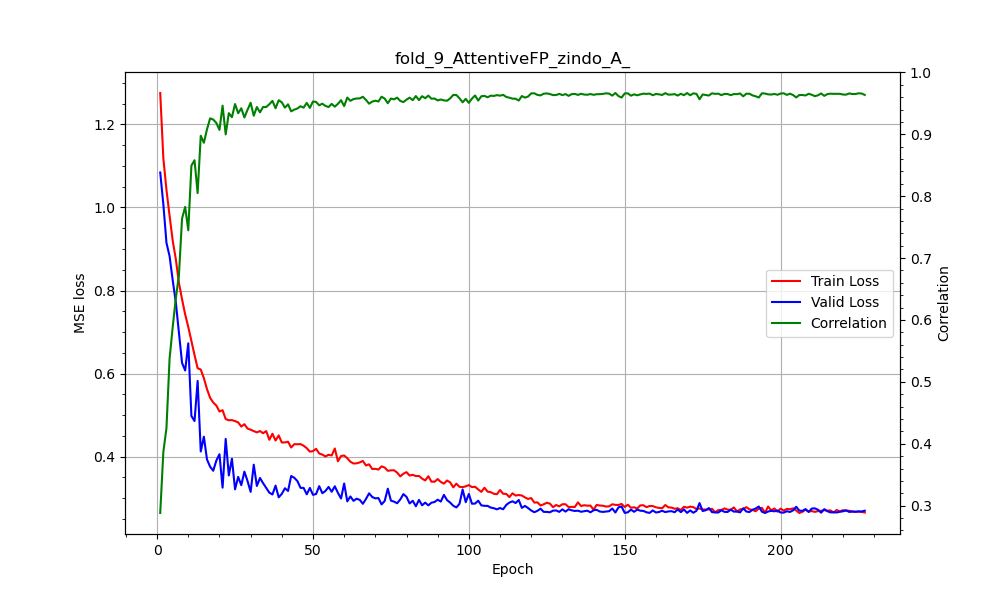 fold_9_AttentiveFP_zindo_A_
MSE loss
1.2
1.0
0.8
0.6
0.4
0
50
100
150
200
Epoch
1.0
0.9
0.8
0.7
0.6
0.5
0.4
0.3
Correlation
Train Loss
Valid Loss
Correlation